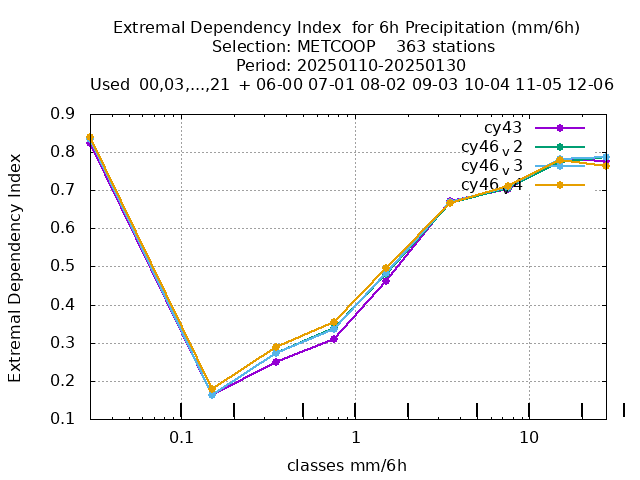 Extremal Dependency Index  for 6h Precipitation (mm/6h)
Selection: METCOOP    363 stations
Period: 20250110-20250130
Used  00,03,...,21  + 06-00 07-01 08-02 09-03 10-04 11-05 12-06
0.9
0.8
0.7
0.6
0.5
0.4
0.3
0.2
0.1
Extremal Dependency Index
cy43
cy46v2
cy46v3
cy46v4
0.1
1
10
classes mm/6h